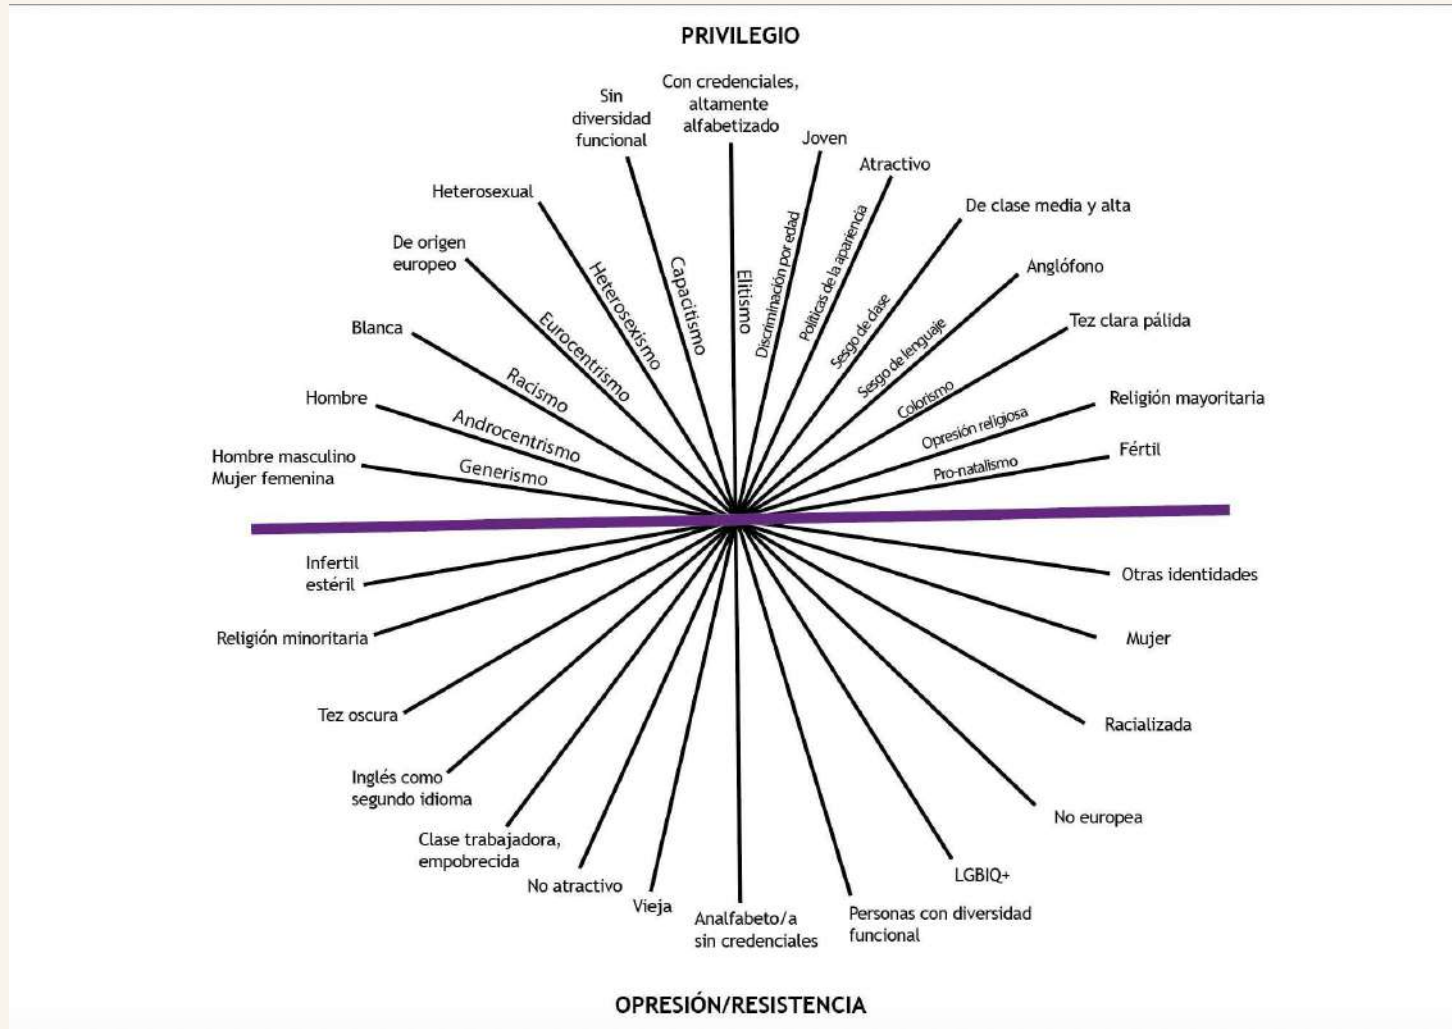 PRIVILEGIO
Con credenciales,
altamente
alfabetizado
Sin
diversidad
funcional
Joven
Atractivo
Heterosexual
De clase media y alta
De origen
europeo
Anglófono
Blanca
Tez clara pálida
Hombre
Religión mayoritaria
Hombre masculino
Mujer femenina
Fértil
Generismo
Androcentrismo
Racismo
Eurocentrismo
Heterosexismo
Capacitismo
Elitismo
Discriminación por edad
Políticas de la apariencia
Sesgo de clase
Sesgo de lenguaje
Colorismo
Opresión religiosa
Pro-natalismo
Infertil
estéril
Otras identidades
Religión minoritaria
Mujer
Tez oscura
Racializada
Inglés como
segundo idioma
No europea
Clase trabajadora,
empobrecida
LGBIQ+
No atractivo
Vieja
Analfabeto/a
sin credenciales
Personas con diversidad
funcional
OPRESIÓN/RESISTENCIA